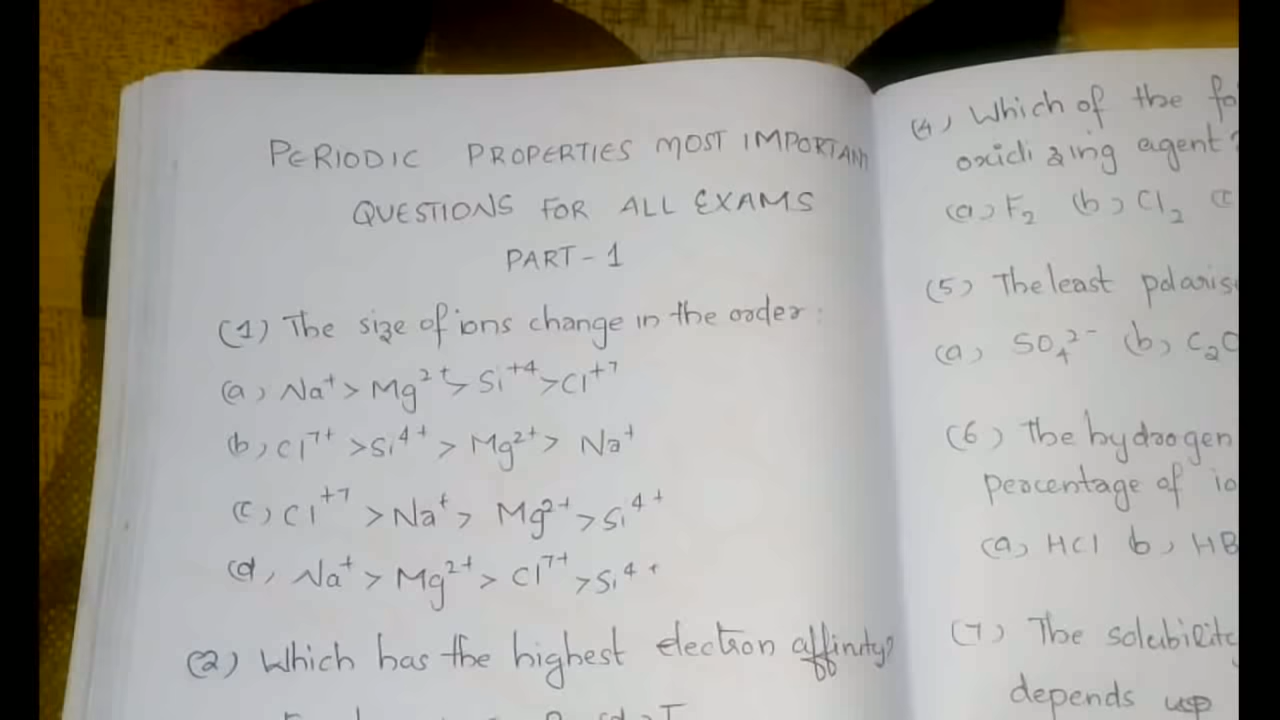 PERIODIC PROPERTIES MOST IMPORTANT
QUESTIONS FOR ALL EXAMS
PART - 1
(1) The size of ions change in the order :
(a) Na⁺ > Mg²⁺ > Si⁺⁴ > Cl⁺⁷
(b) Cl⁷⁺ > Si⁴⁺ > Mg²⁺ > Na⁺
(c) Cl⁺⁷ > Na⁺ > Mg²⁺ > Si⁴⁺
(d) Na⁺ > Mg²⁺ > Cl⁷⁺ > Si⁴⁺
(2) Which has the highest electron affinity?
(4) Which of the fo
oxidizing agent?
(a) F₂ (b) Cl₂ (c
(5) The least polaris
(a) SO₄²⁻ (b) C₂O
(6) The hydrogen
percentage of io
(a) HCl b) HB
(7) The solubility
depends up